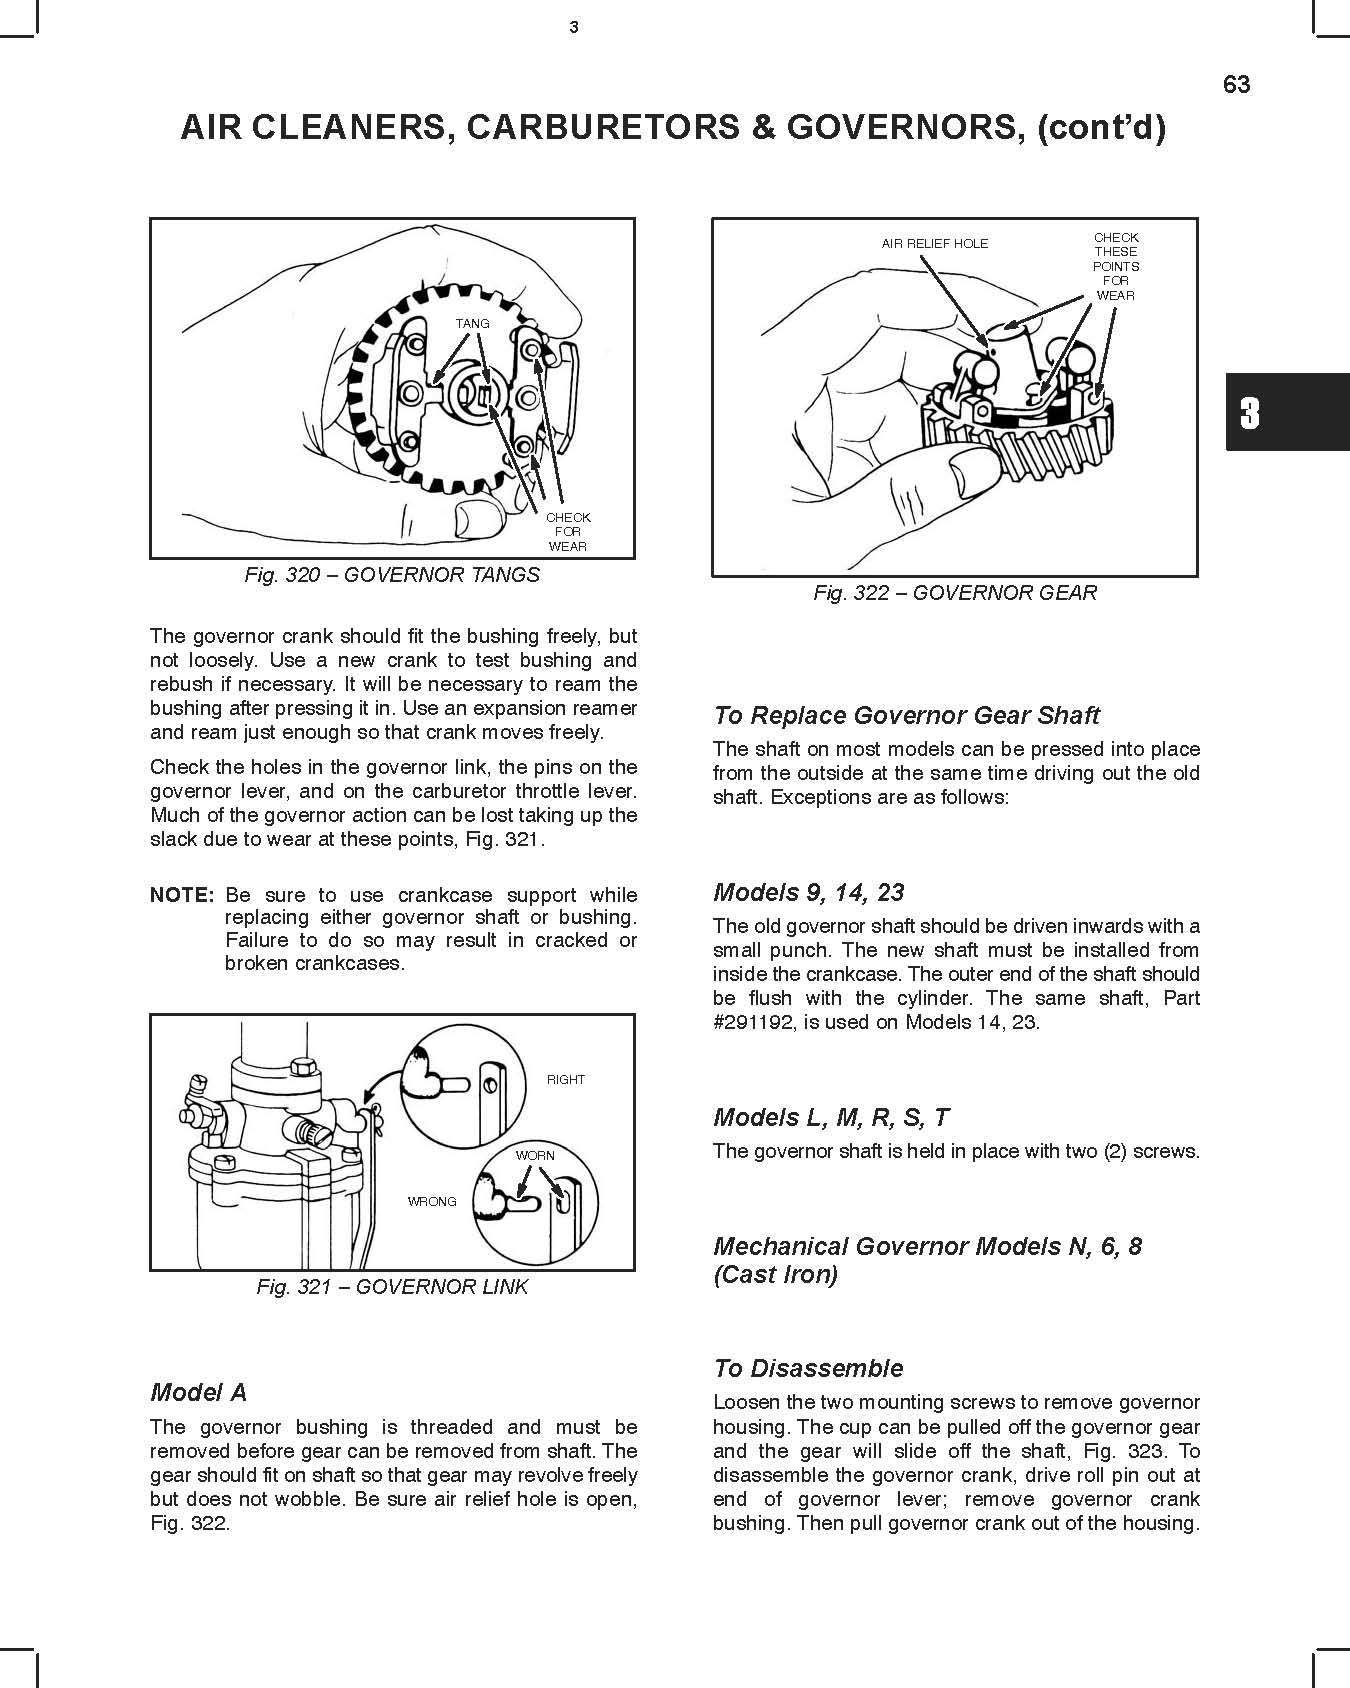 3
63
AIR CLEANERS, CARBURETORS & GOVERNORS, (cont’d)
TANG
CHECK
FOR
WEAR
Fig. 320 – GOVERNOR TANGS
The governor crank should fit the bushing freely, but
not loosely. Use a new crank to test bushing and
rebush if necessary. It will be necessary to ream the
bushing after pressing it in. Use an expansion reamer
and ream just enough so that crank moves freely.
Check the holes in the governor link, the pins on the
governor lever, and on the carburetor throttle lever.
Much of the governor action can be lost taking up the
slack due to wear at these points, Fig. 321.
NOTE: Be sure to use crankcase support while
replacing either governor shaft or bushing.
Failure to do so may result in cracked or
broken crankcases.
RIGHT
WORN
WRONG
Fig. 321 – GOVERNOR LINK
Model A
The governor bushing is threaded and must be
removed before gear can be removed from shaft. The
gear should fit on shaft so that gear may revolve freely
but does not wobble. Be sure air relief hole is open,
Fig. 322.
AIR RELIEF HOLE
CHECK
THESE
POINTS
FOR
WEAR
Fig. 322 – GOVERNOR GEAR
To Replace Governor Gear Shaft
The shaft on most models can be pressed into place
from the outside at the same time driving out the old
shaft. Exceptions are as follows:
Models 9, 14, 23
The old governor shaft should be driven inwards with a
small punch. The new shaft must be installed from
inside the crankcase. The outer end of the shaft should
be flush with the cylinder. The same shaft, Part
#291192, is used on Models 14, 23.
Models L, M, R, S, T
The governor shaft is held in place with two (2) screws.
Mechanical Governor Models N, 6, 8
(Cast Iron)
To Disassemble
Loosen the two mounting screws to remove governor
housing. The cup can be pulled off the governor gear
and the gear will slide off the shaft, Fig. 323. To
disassemble the governor crank, drive roll pin out at
end of governor lever; remove governor crank
bushing. Then pull governor crank out of the housing.
3